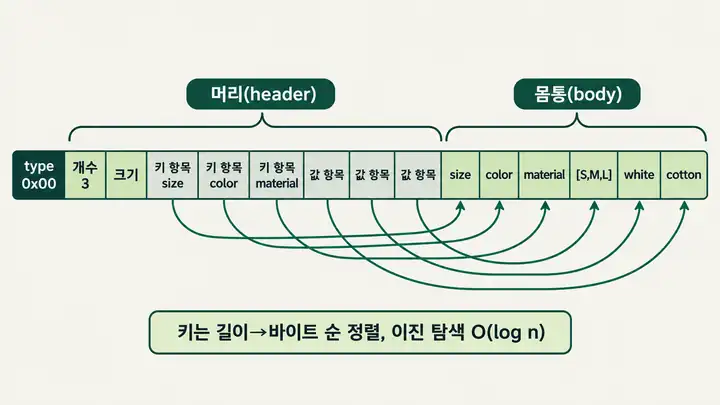 머리(header)
몸통(body)
type
0x00
개수
3
크기
키 항목
size
키 항목
color
키 항목
material
값 항목
값 항목
값 항목
size
color
material
[S,M,L]
white
cotton
키는 길이→바이트 순 정렬, 이진 탐색 O(log n)